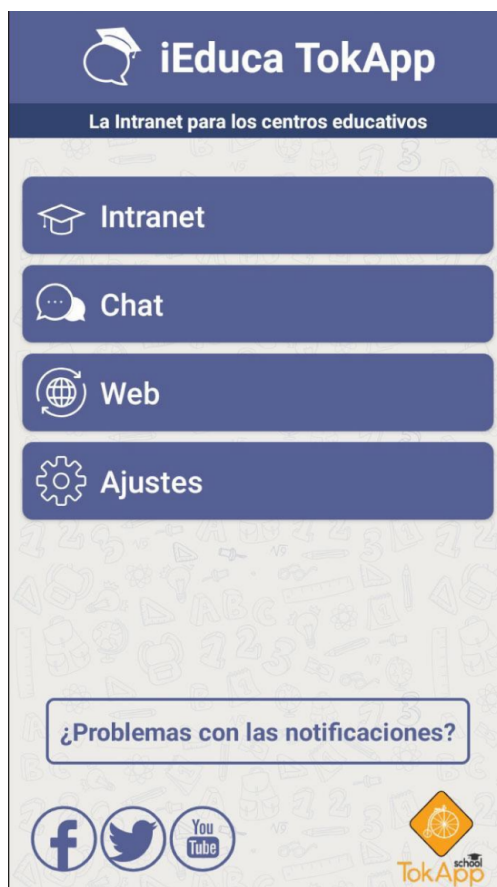 iEduca TokApp
La Intranet para los centros educativos
Intranet
Chat
Web
Ajustes
¿Problemas con las notificaciones?
You
Tube
school
TokApp